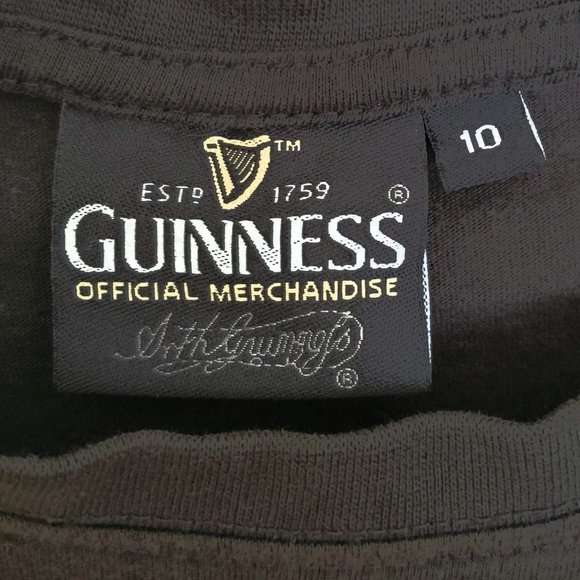 TM
ESTD 1759
®
GUINNESS
OFFICIAL MERCHANDISE
®
10